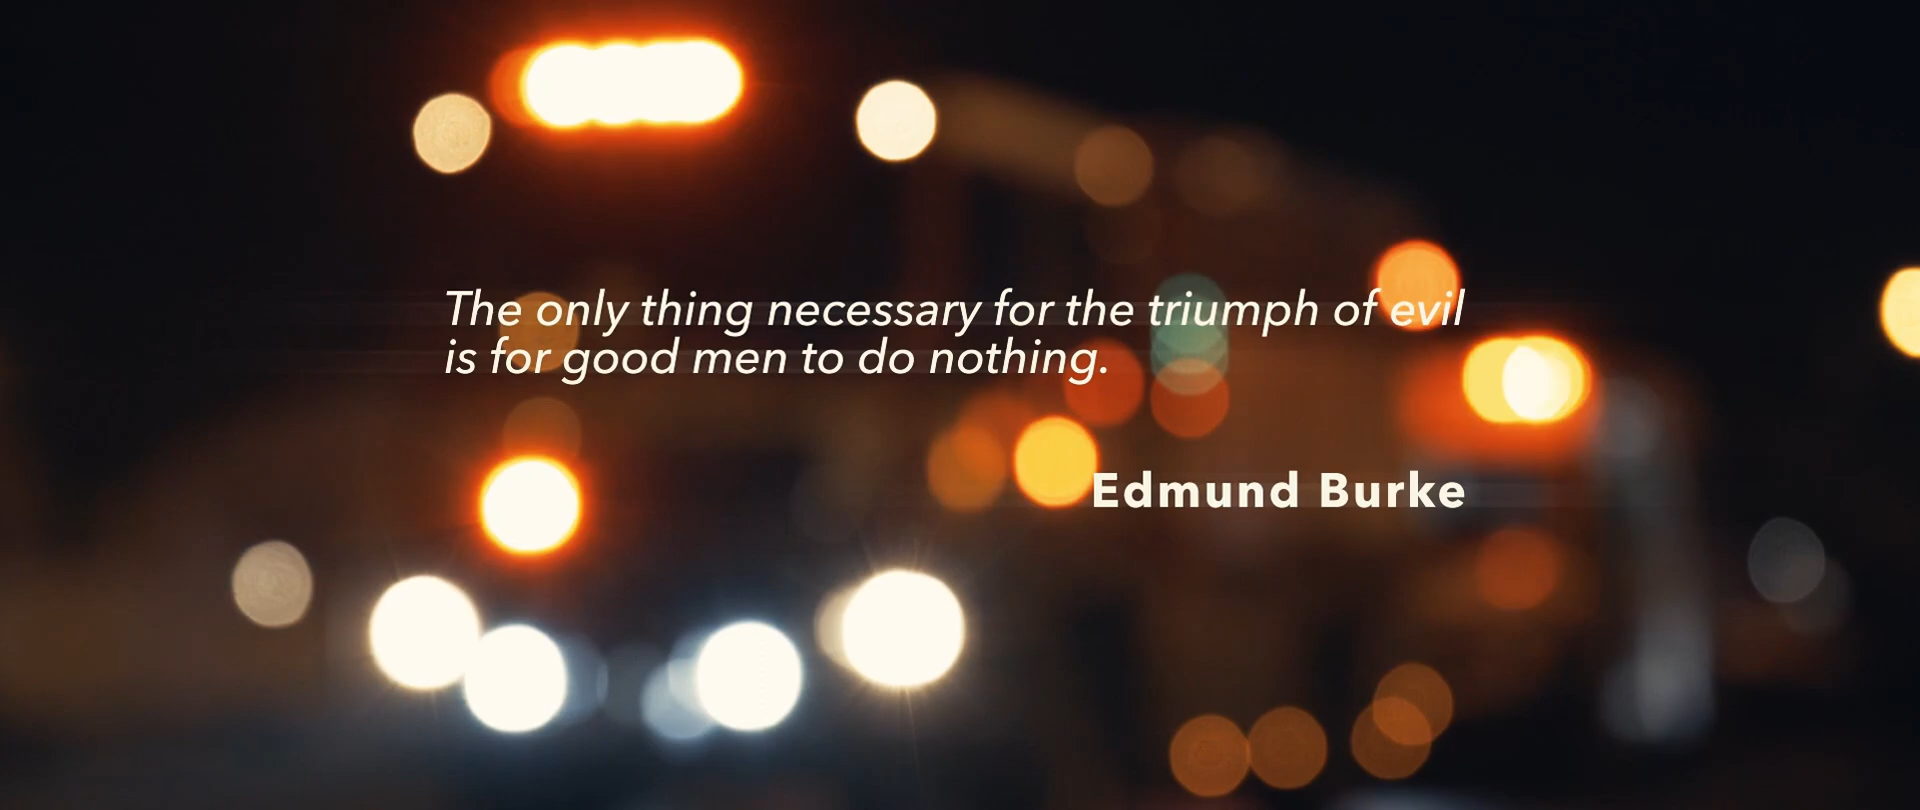 The only thing necessary for the triumph of evil
is for good men to do nothing.
Edmund Burke